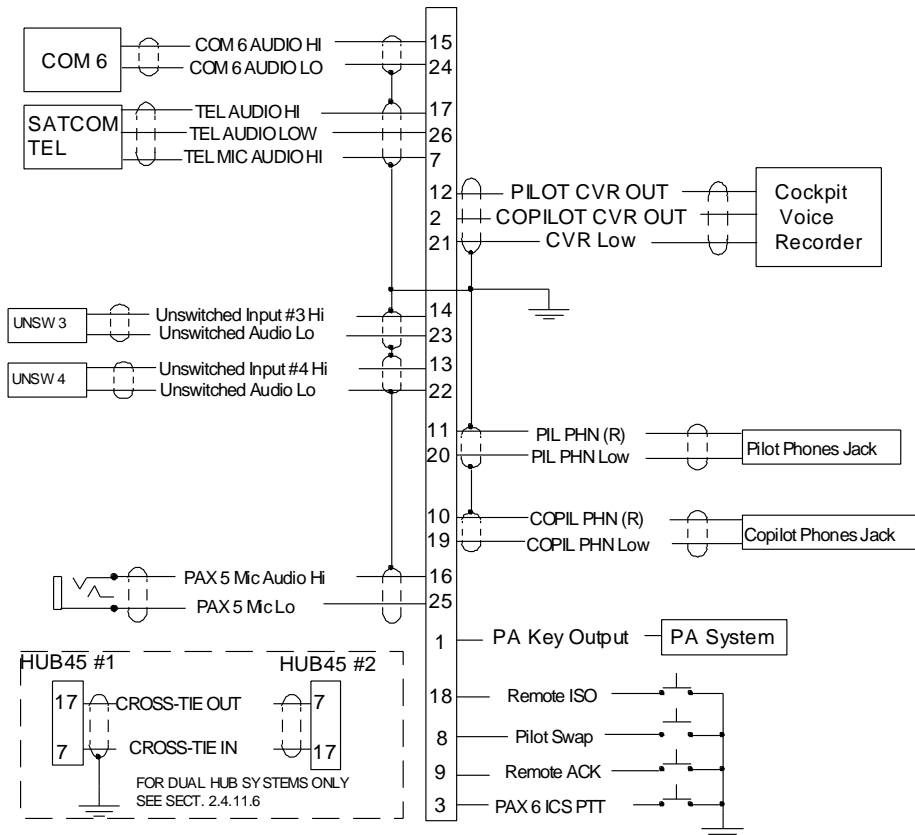 COM 6
COM 6 AUDIO HI
15
COM 6 AUDIO LO
24
SATCOM
TEL
TEL AUDIO HI
17
TEL AUDIO LOW
26
TEL MIC AUDIO HI
7
12
PILOT CVR OUT
2
COPILOT CVR OUT
21
CVR Low
Cockpit
Voice
Recorder
UNSW 3
Unswitched Input #3 Hi
14
Unswitched Audio Lo
23
UNSW 4
Unswitched Input #4 Hi
13
Unswitched Audio Lo
22
11
PIL PHN (R)
20
PIL PHN Low
Pilot Phones Jack
10
COPIL PHN (R)
19
COPIL PHN Low
Copilot Phones Jack
PAX 5 Mic Audio Hi
16
PAX 5 Mic Lo
25
1
PA Key Output
PA System
HUB45 #1
HUB45 #2
17
CROSS-TIE OUT
7
7
CROSS-TIE IN
17
FOR DUAL HUB SYSTEMS ONLY
SEE SECT. 2.4.11.6
18
Remote ISO
8
Pilot Swap
9
Remote ACK
3
PAX 6 ICS PTT